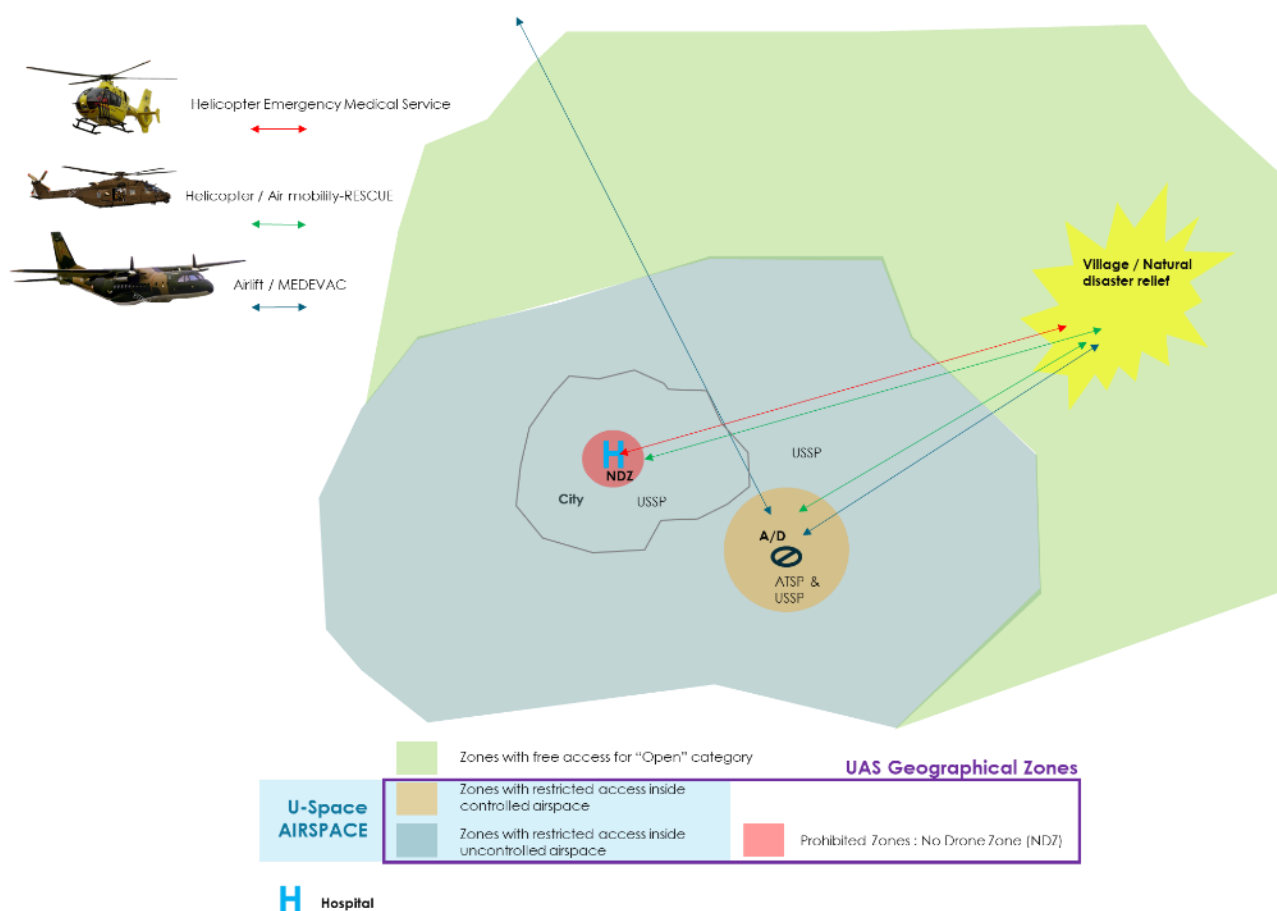 Helicopter Emergency Medical Service
Helicopter / Air mobility-RESCUE
Airlift / MEDEVAC
Village / Natural
disaster relief
USSP
H
NDZ
City
USSP
A/D
ATSP &
USSP
Zones with free access for “Open” category
UAS Geographical Zones
U-Space
AIRSPACE
Zones with restricted access inside
controlled airspace
Zones with restricted access inside
uncontrolled airspace
Prohibited Zones : No Drone Zone (NDZ)
H Hospital